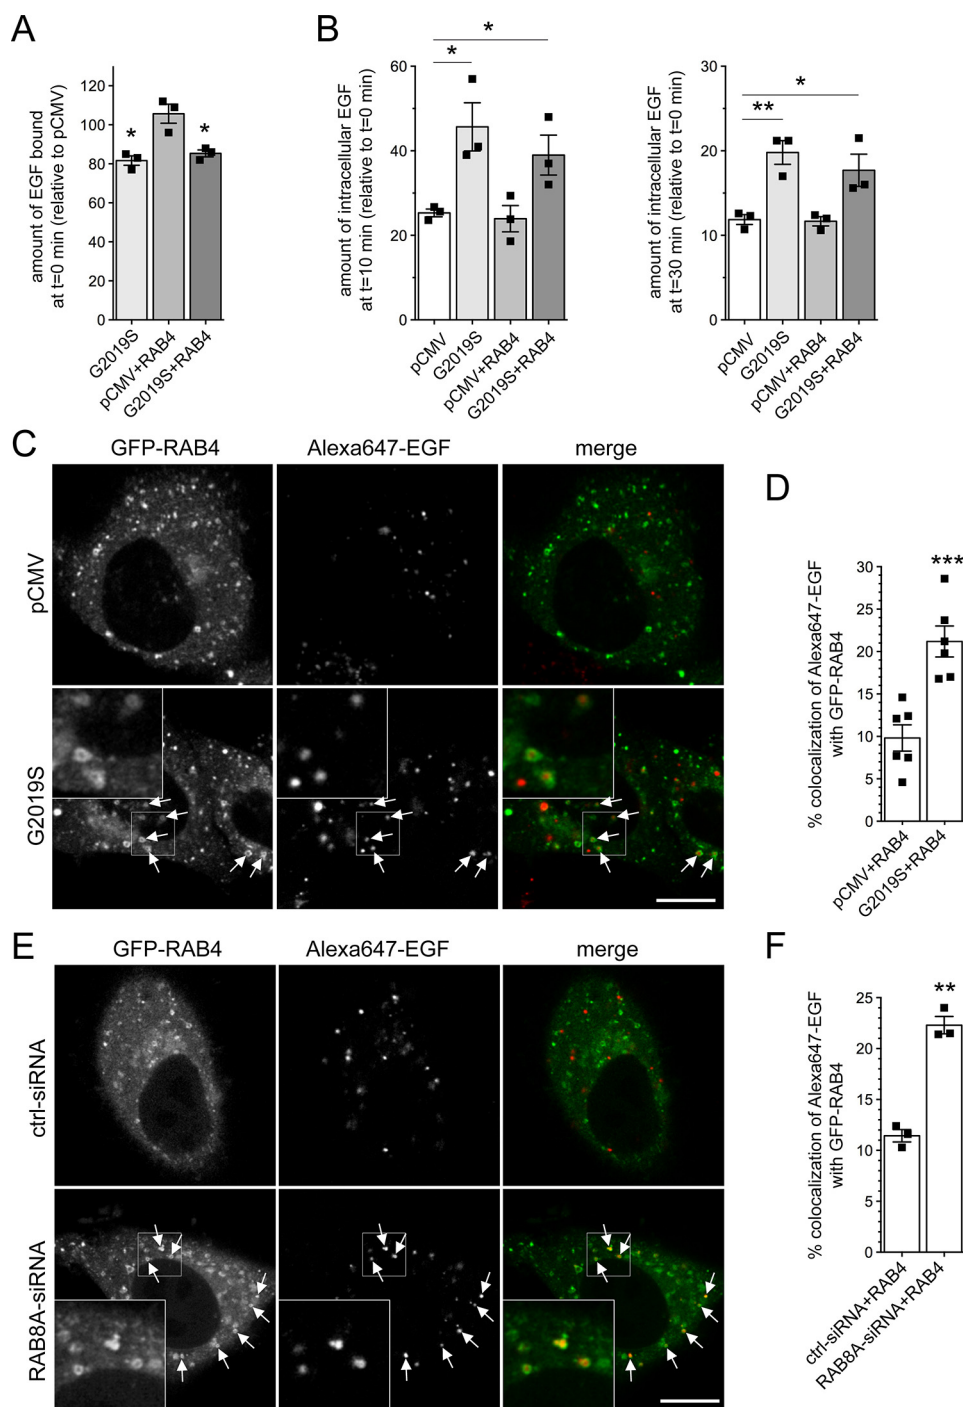 A
amount of EGF bound
at t=0 min (relative to pCMV)
120
100
80
60
40
20
0
*
*
G2019S
pCMV+RAB4
G2019S+RAB4
B
amount of intracellular EGF
at t=10 min (relative to t=0 min)
60
40
20
0
*
*
pCMV
G2019S
pCMV+RAB4
G2019S+RAB4
amount of intracellular EGF
at t=30 min (relative to t=0 min)
30
20
10
0
*
**
pCMV
G2019S
pCMV+RAB4
G2019S+RAB4
C
GFP-RAB4 Alexa647-EGF merge
pCMV
G2019S
D
% colocalization of Alexa647-EGF
with GFP-RAB4
30
25
20
15
10
5
0
***
pCMV+RAB4
G2019S+RAB4
E
GFP-RAB4 Alexa647-EGF merge
ctrl-siRNA
RAB8A-siRNA
F
% colocalization of Alexa647-EGF
with GFP-RAB4
25
20
15
10
5
0
**
ctrl-siRNA+RAB4
RAB8A-siRNA+RAB4